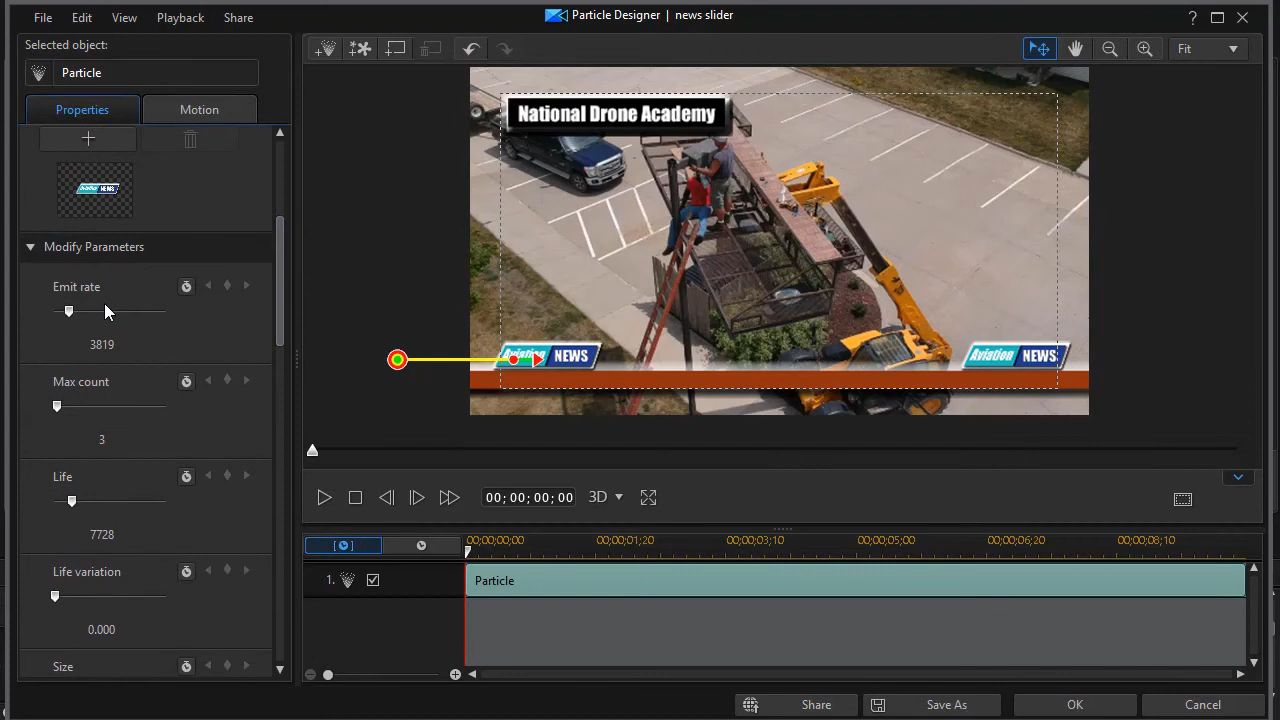 File Edit View Playback Share
Particle Designer | news slider
?
Selected object:
Particle
Properties Motion
Aviation NEWS
Modify Parameters
Emit rate
3819
Max count
3
Life
7728
Life variation
0.000
Size
Fit
National Drone Academy
Aviation NEWS
Aviation NEWS
00; 00; 00; 00
3D
00;00;00;00 00;00;01;20 00;00;03;10 00;00;05;00 00;00;06;20 00;00;08;10
1. Particle
Share Save As OK Cancel